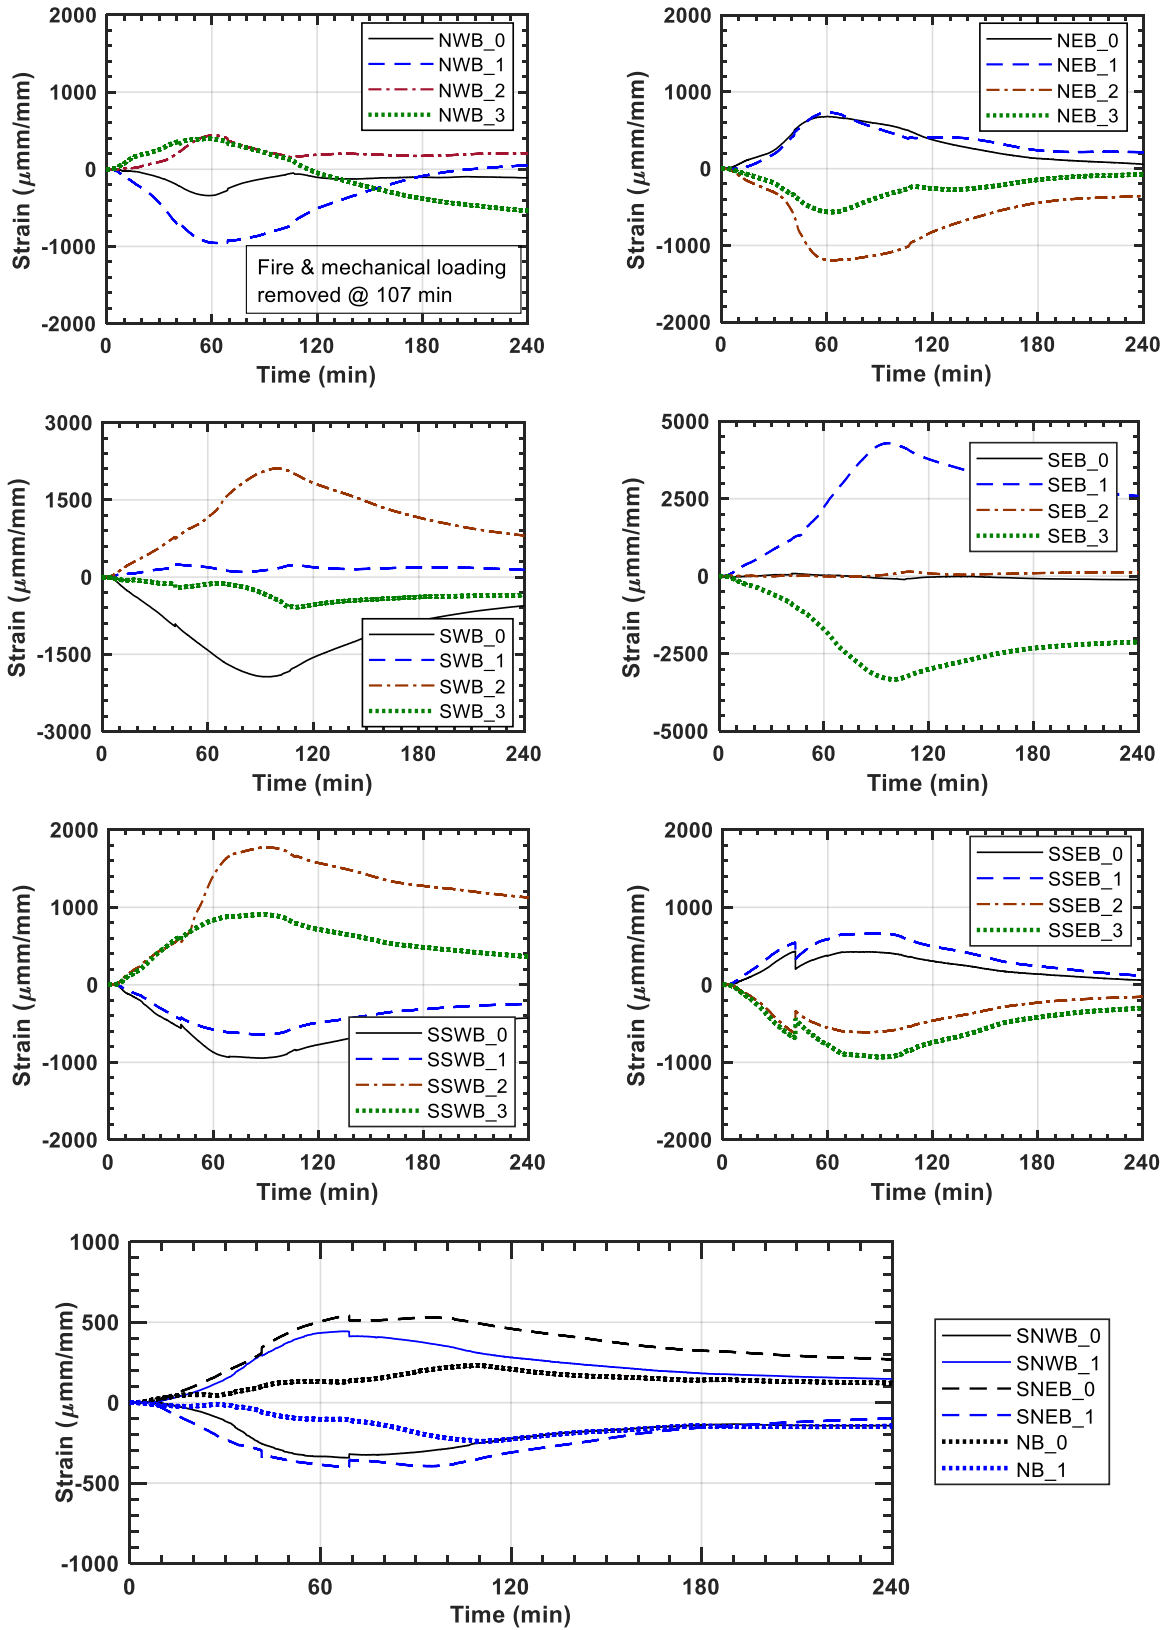 2000
1000
0
-1000
-2000
Strain (μmm/mm)
NWB_0
NWB_1
NWB_2
NWB_3
Fire & mechanical loading
removed @ 107 min
0 60 120 180 240
Time (min)
2000
1000
0
-1000
-2000
Strain (μmm/mm)
NEB_0
NEB_1
NEB_2
NEB_3
0 60 120 180 240
Time (min)
3000
1500
0
-1500
-3000
Strain (μmm/mm)
SWB_0
SWB_1
SWB_2
SWB_3
0 60 120 180 240
Time (min)
5000
2500
0
-2500
-5000
Strain (μmm/mm)
SEB_0
SEB_1
SEB_2
SEB_3
0 60 120 180 240
Time (min)
2000
1000
0
-1000
-2000
Strain (μmm/mm)
SSWB_0
SSWB_1
SSWB_2
SSWB_3
0 60 120 180 240
Time (min)
2000
1000
0
-1000
-2000
Strain (μmm/mm)
SSEB_0
SSEB_1
SSEB_2
SSEB_3
0 60 120 180 240
Time (min)
1000
500
0
-500
-1000
Strain (μmm/mm)
0 60 120 180 240
Time (min)
SNWB_0
SNWB_1
SNEB_0
SNEB_1
NB_0
NB_1